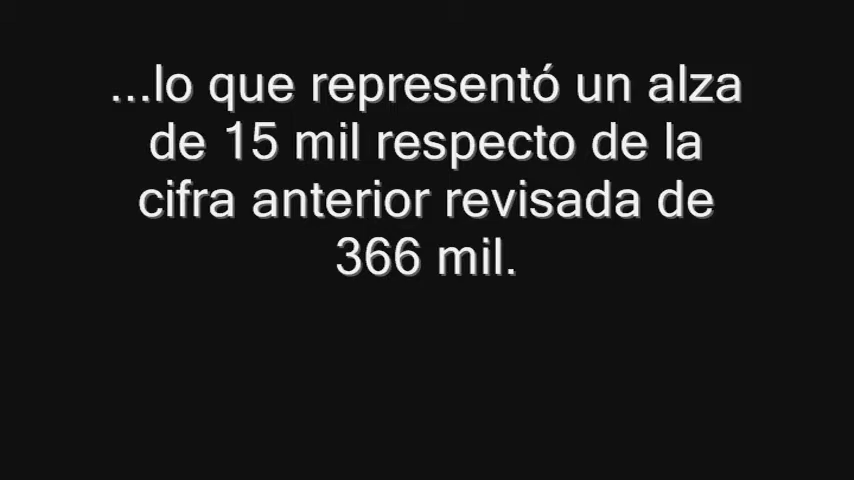 ...lo que representó un alza
de 15 mil respecto de la
cifra anterior revisada de
366 mil.